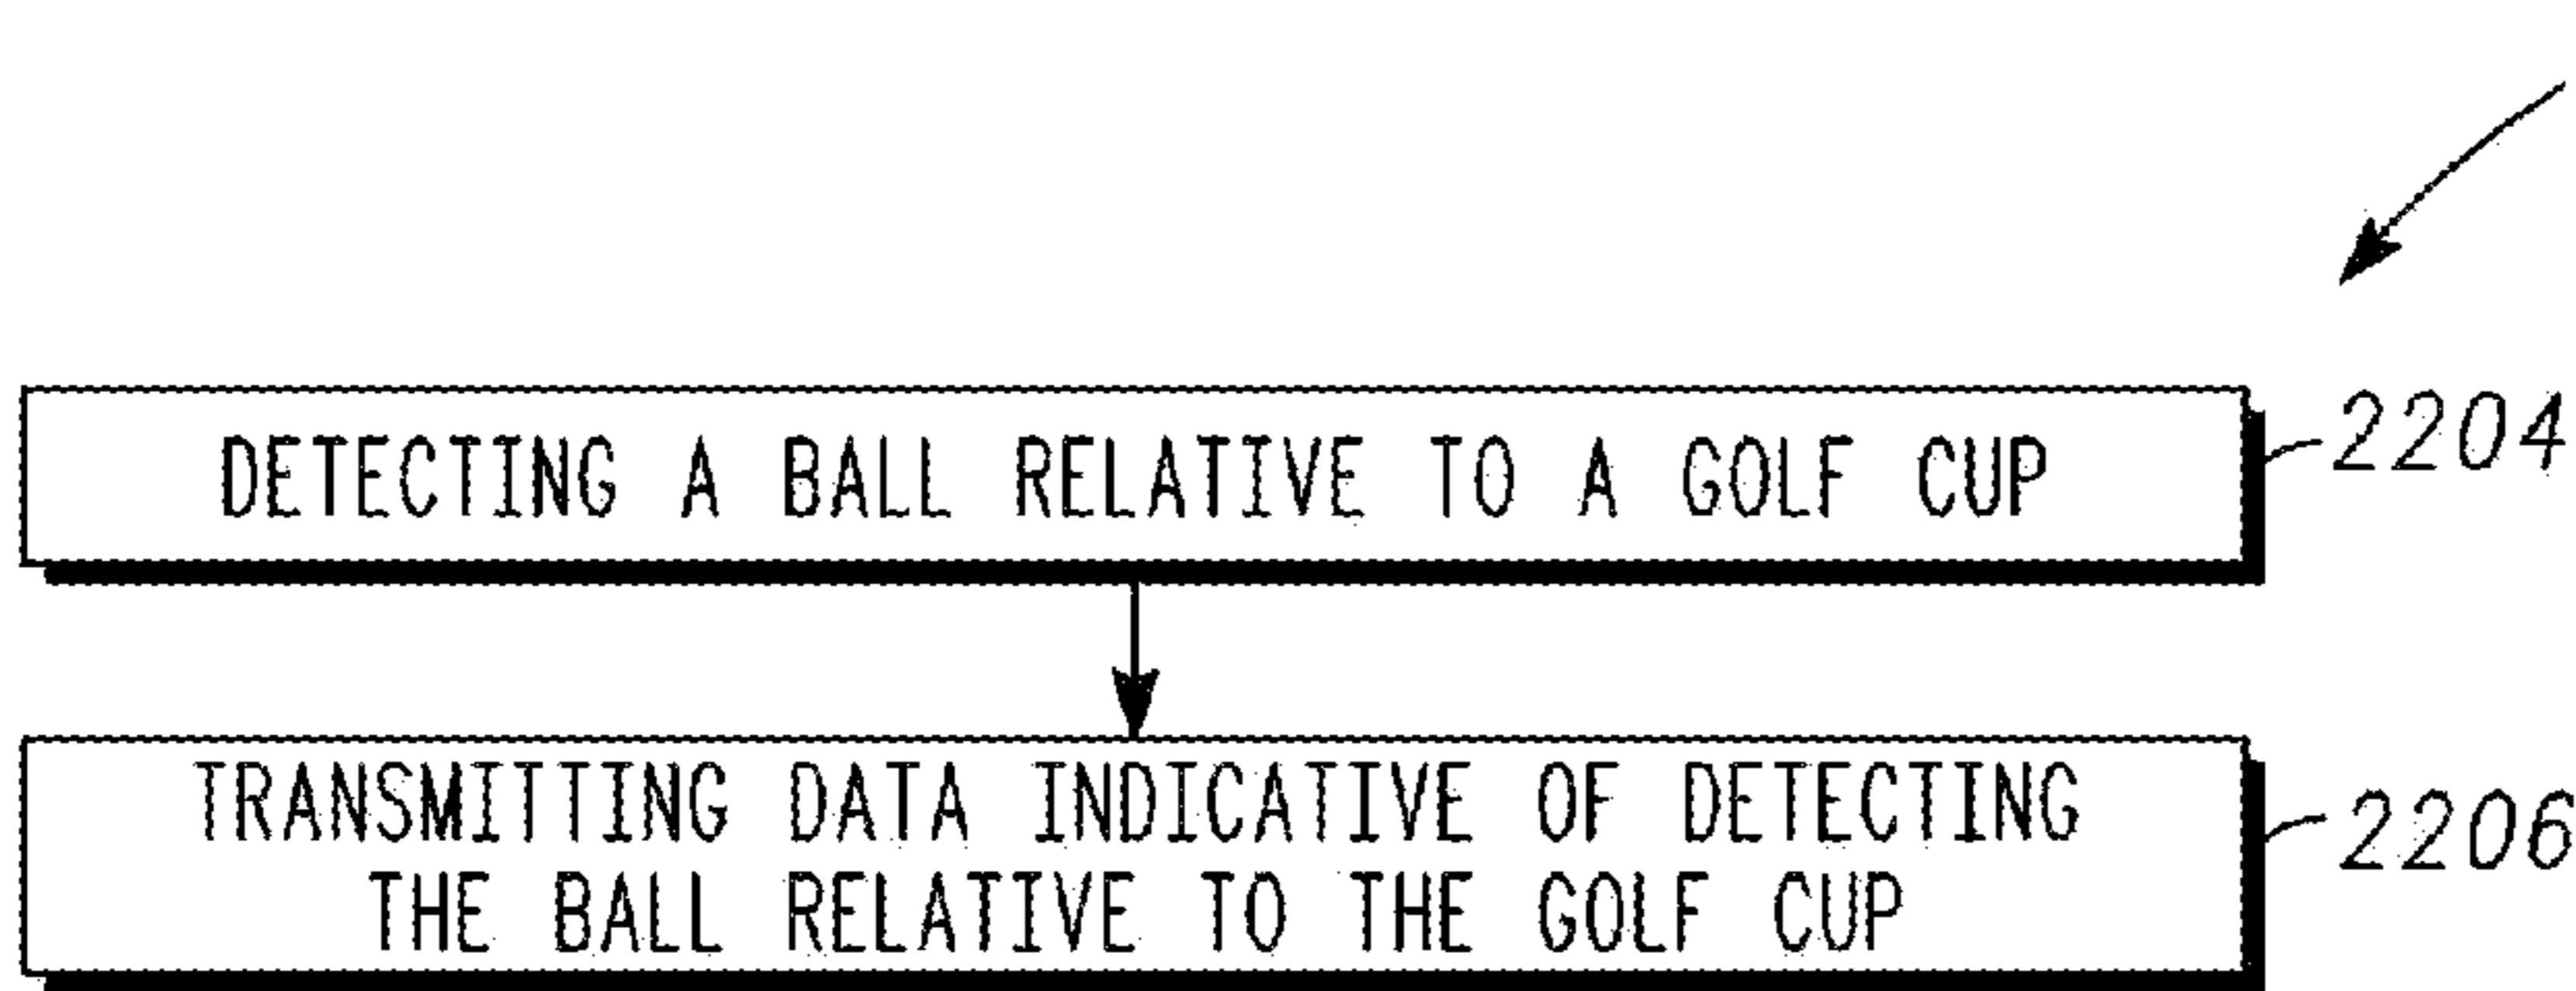 DETECTING A BALL RELATIVE TO A GOLF CUP
2204
TRANSMITTING DATA INDICATIVE OF DETECTING
THE BALL RELATIVE TO THE GOLF CUP
2206